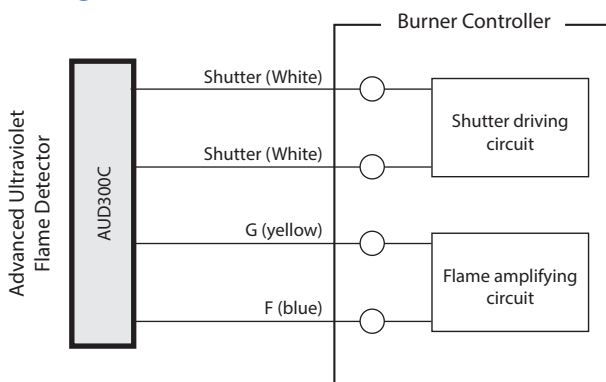 Burner Controller
Advanced Ultraviolet
Flame Detector
AUD300C
Shutter (White)
Shutter driving
circuit
Shutter (White)
G (yellow)
Flame amplifying
circuit
F (blue)